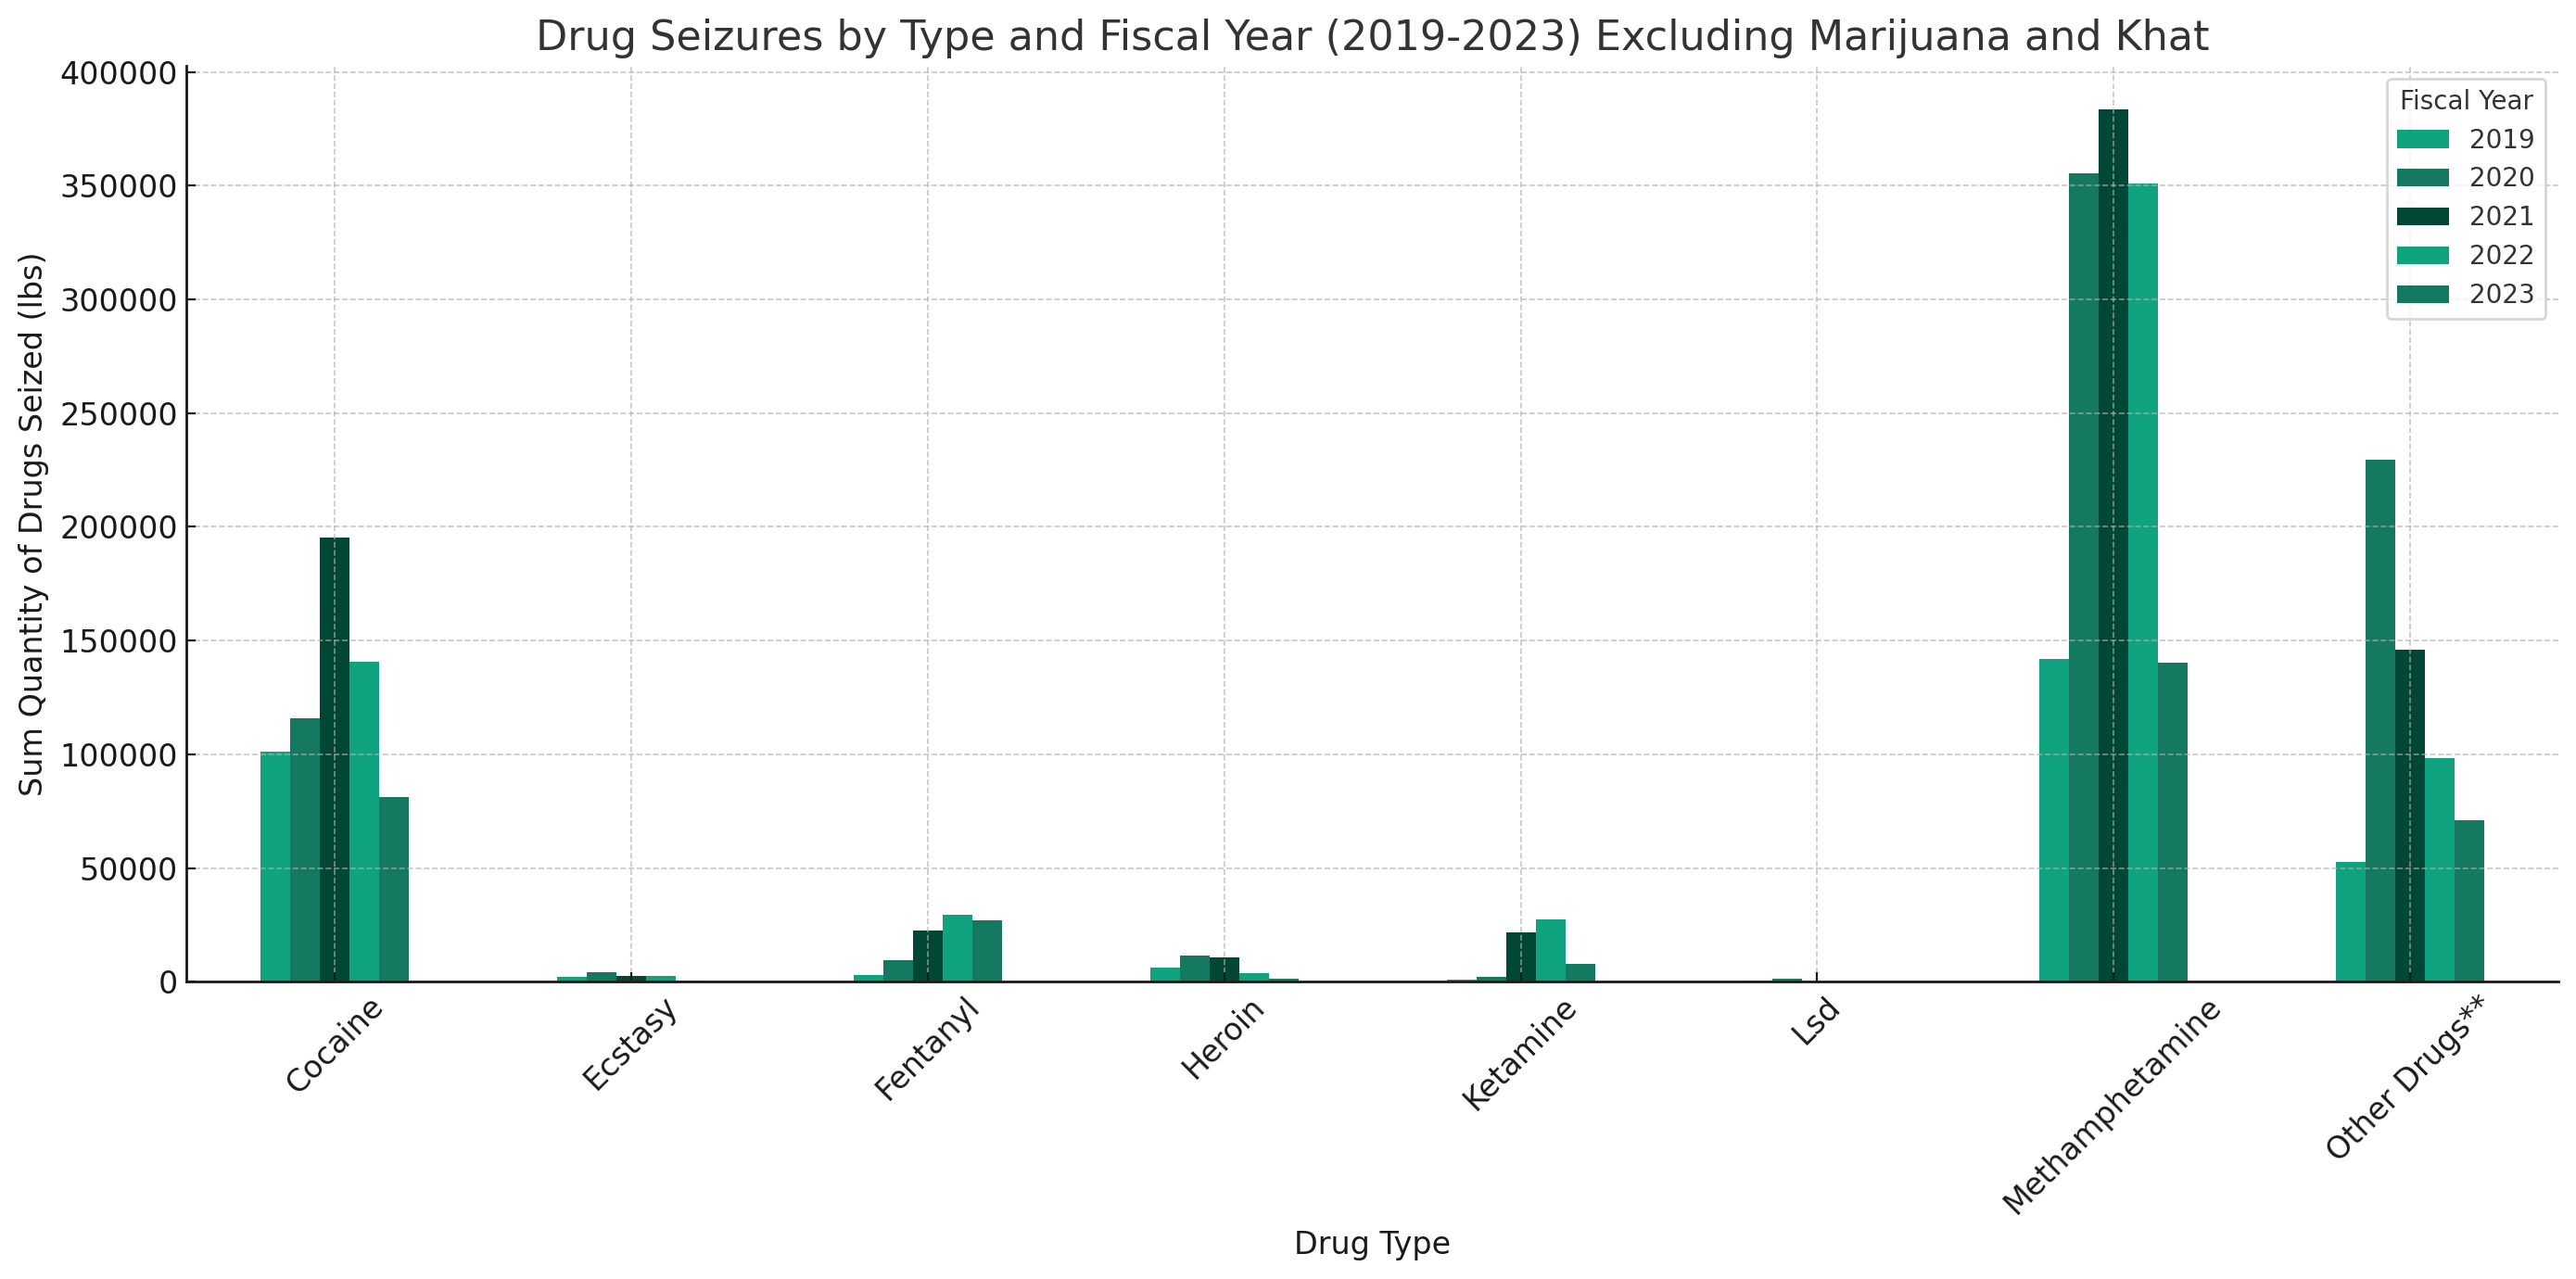 Drug Seizures by Type and Fiscal Year (2019-2023) Excluding Marijuana and Khat
Sum Quantity of Drugs Seized (lbs)
400000
350000
300000
250000
200000
150000
100000
50000
0
Fiscal Year
2019
2020
2021
2022
2023
Cocaine
Ecstasy
Fentanyl
Heroin
Ketamine
Lsd
Methamphetamine
Other Drugs**
Drug Type